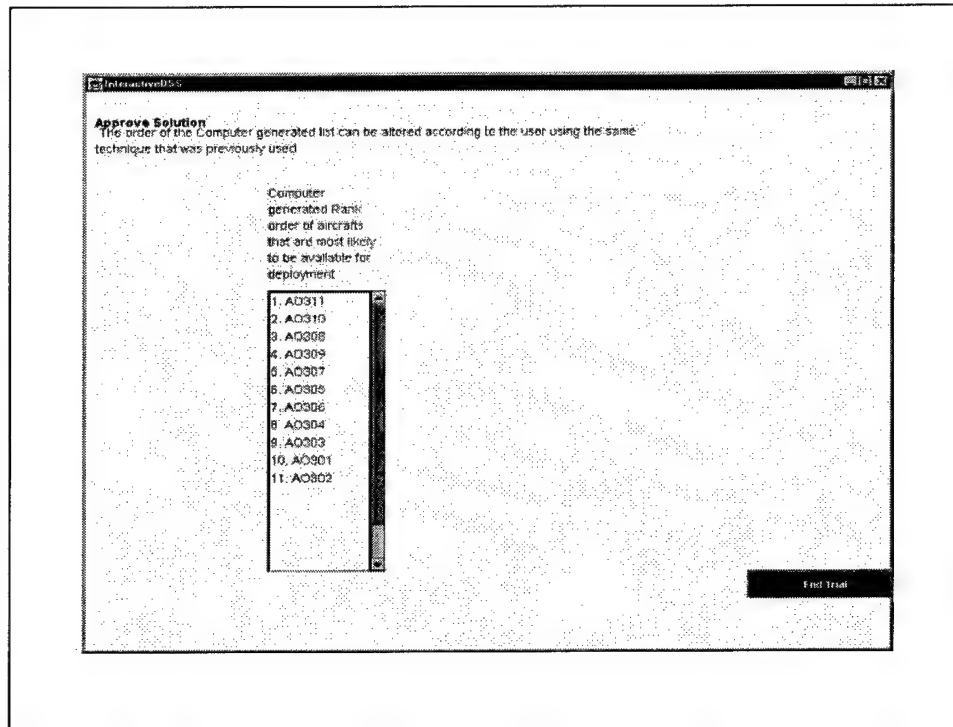 InteractiveDSS
Approve Solution
The order of the Computer generated list can be altered according to the user using the same
technique that was previously used
Computer
generated Rank
order of aircrafts
that are most likely
to be available for
deployment
1. AO311
2. AO310
3. AO308
4. AO309
5. AO307
6. AO305
7. AO306
8. AO304
9. AO303
10. AO301
11. AO302
End Trial